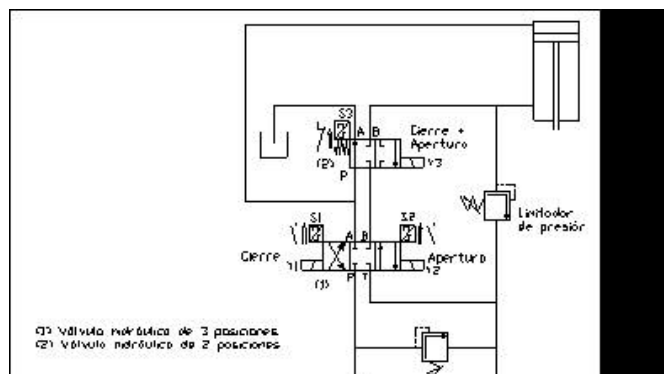 S3
A B
Cierre +
Apertura
(2)
Y3
P
Limitador
de presión
S1
S2
A B
Cierre
Y1
Apertura
Y2
(1)
P T
(1) Válvula hidráulica de 3 posiciones
(2) Válvula hidráulica de 2 posiciones